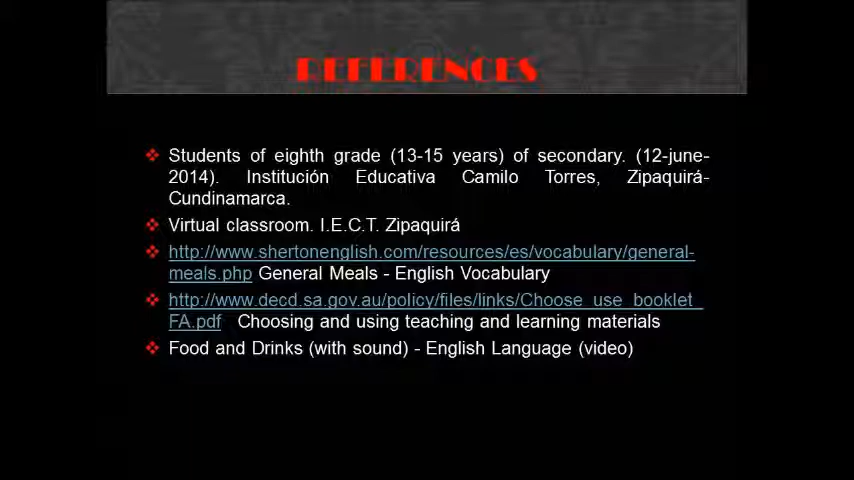 REFERENCES
Students of eighth grade (13-15 years) of secondary. (12-june-
2014). Institución Educativa Camilo Torres, Zipaquirá-
Cundinamarca.
Virtual classroom. I.E.C.T. Zipaquirá
http://www.shertonenglish.com/resources/es/vocabulary/general-
meals.php General Meals - English Vocabulary
http://www.decd.sa.gov.au/policy/files/links/Choose_use_booklet_
FA.pdf Choosing and using teaching and learning materials
Food and Drinks (with sound) - English Language (video)